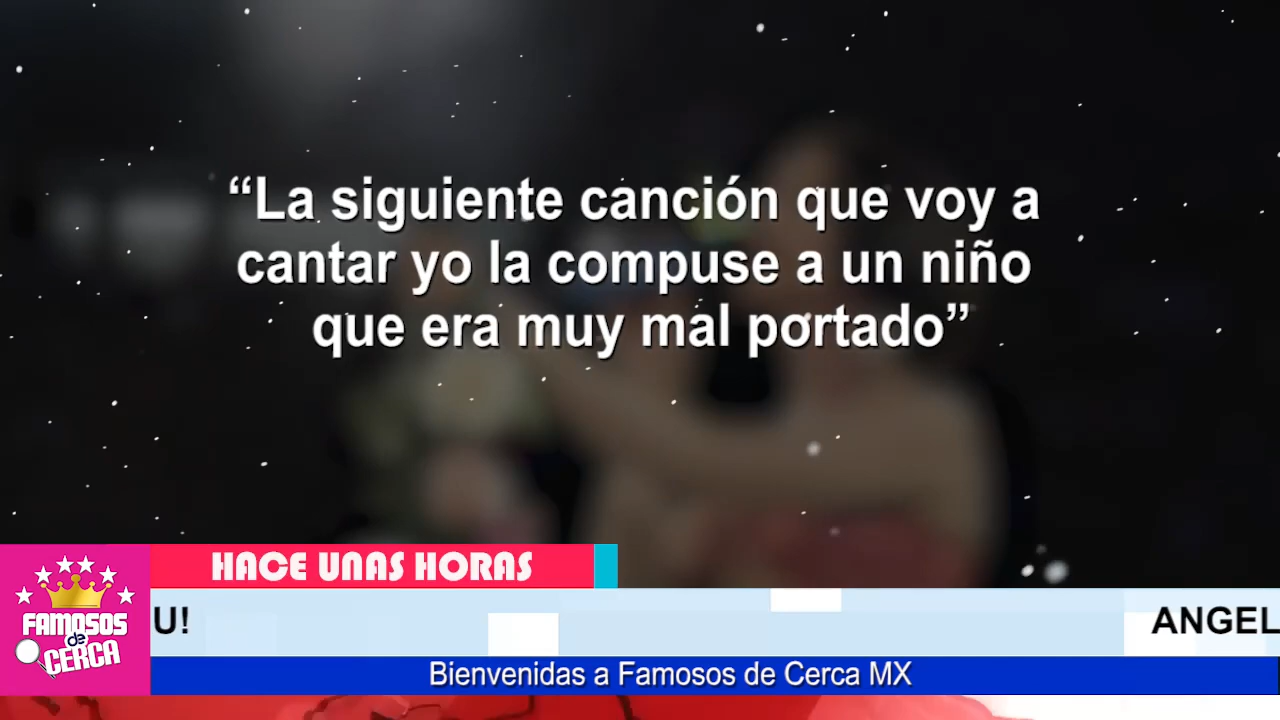 “La siguiente canción que voy a
cantar yo la compuse a un niño
que era muy mal portado”
HACE UNAS HORAS
FAMOSOS
de
CERCA
U!
ANGEL
Bienvenidas a Famosos de Cerca MX